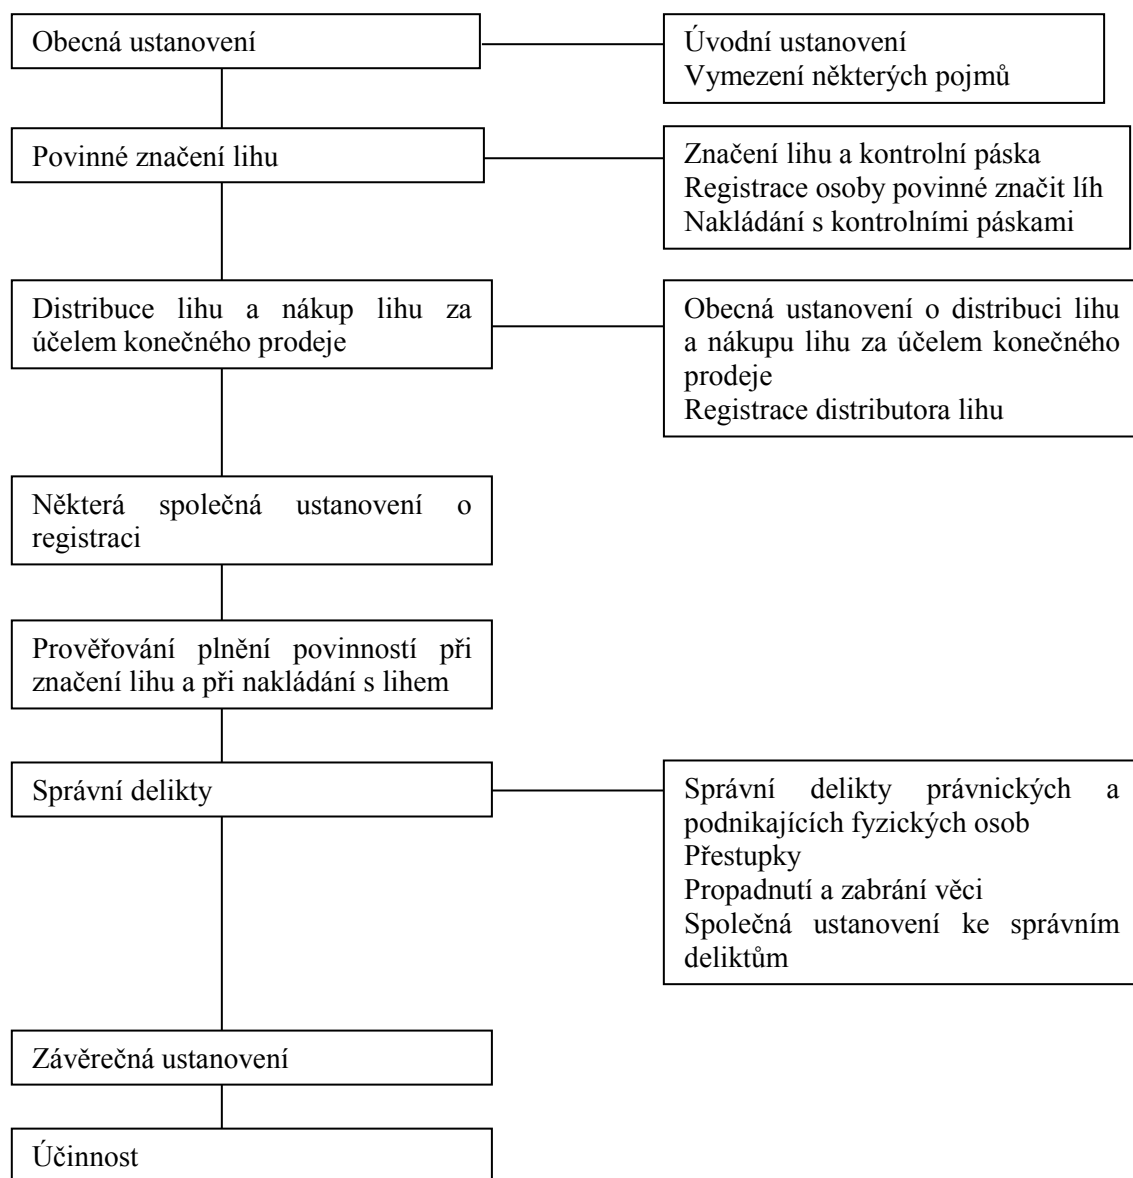 Obecná ustanovení
Úvodní ustanovení
Vymezení některých pojmů
Povinné značení lihu
Značení lihu a kontrolní páska
Registrace osoby povinné značit líh
Nakládání s kontrolními páskami
Distribuce lihu a nákup lihu za
účelem konečného prodeje
Obecná ustanovení o distribuci lihu
a nákupu lihu za účelem konečného
prodeje
Registrace distributora lihu
Některá společná ustanovení o
registraci
Prověřování plnění povinností při
značení lihu a při nakládání s lihem
Správní delikty
Správní delikty právnických a
podnikajících fyzických osob
Přestupky
Propadnutí a zabrání věci
Společná ustanovení ke správním
deliktům
Závěrečná ustanovení
Účinnost